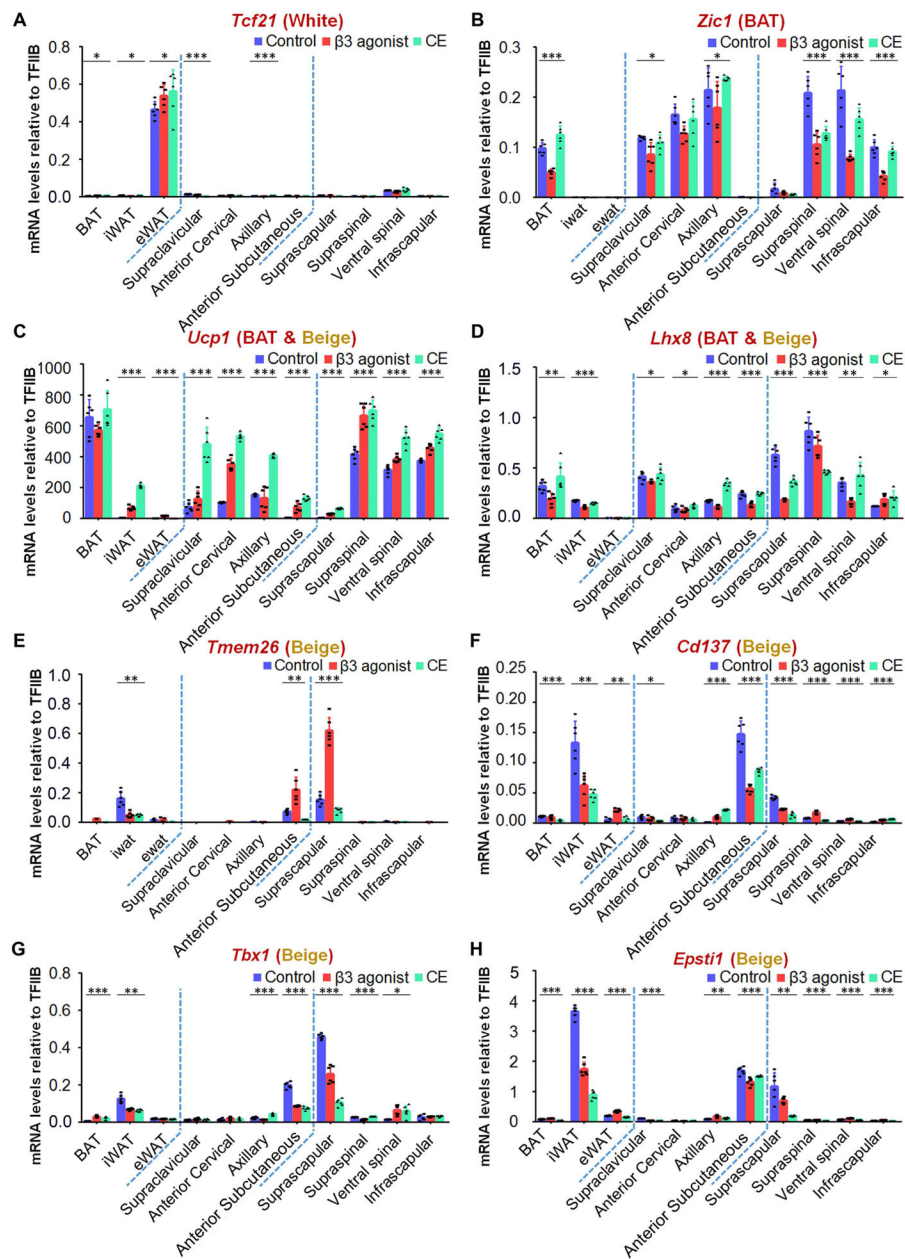 A
Tcf21 (White)
Control β3 agonist CE
mRNA levels relative to TFIIB
0.8
0.6
0.4
0.2
0.0
* * * *** ***
BAT
iWAT
eWAT
Supraclavicular
Anterior Cervical
Axillary
Anterior Subcutaneous
Suprascapular
Supraspinal
Ventral spinal
Infrascapular
B
Zic1 (BAT)
Control β3 agonist CE
mRNA levels relative to TFIIB
0.3
0.2
0.1
0.0
*** * * *** *** ***
BAT
iwat
ewat
Supraclavicular
Anterior Cervical
Axillary
Anterior Subcutaneous
Suprascapular
Supraspinal
Ventral spinal
Infrascapular
C
Ucp1 (BAT & Beige)
Control β3 agonist CE
mRNA levels relative to TFIIB
1000
800
600
400
200
0
*** *** *** *** *** *** *** *** *** ***
BAT
iWAT
eWAT
Supraclavicular
Anterior Cervical
Axillary
Anterior Subcutaneous
Suprascapular
Supraspinal
Ventral spinal
Infrascapular
D
Lhx8 (BAT & Beige)
Control β3 agonist CE
mRNA levels relative to TFIIB
1.5
1.0
0.5
0.0
** *** * * *** *** *** *** ** *
BAT
iWAT
eWAT
Supraclavicular
Anterior Cervical
Axillary
Anterior Subcutaneous
Suprascapular
Supraspinal
Ventral spinal
Infrascapular
E
Tmem26 (Beige)
Control β3 agonist CE
mRNA levels relative to TFIIB
1.0
0.8
0.6
0.4
0.2
0.0
** ** ***
BAT
iwat
ewat
Supraclavicular
Anterior Cervical
Axillary
Anterior Subcutaneous
Suprascapular
Supraspinal
Ventral spinal
Infrascapular
F
Cd137 (Beige)
Control β3 agonist CE
mRNA levels relative to TFIIB
0.25
0.20
0.15
0.10
0.05
0.00
*** ** ** * *** *** *** *** *** ***
BAT
iWAT
eWAT
Supraclavicular
Anterior Cervical
Axillary
Anterior Subcutaneous
Suprascapular
Supraspinal
Ventral spinal
Infrascapular
G
Tbx1 (Beige)
Control β3 agonist CE
mRNA levels relative to TFIIB
0.8
0.6
0.4
0.2
0.0
*** ** *** *** *** *** *
BAT
iWAT
eWAT
Supraclavicular
Anterior Cervical
Axillary
Anterior Subcutaneous
Suprascapular
Supraspinal
Ventral spinal
Infrascapular
H
Epsti1 (Beige)
Control β3 agonist CE
mRNA levels relative to TFIIB
5
4
3
2
1
0
*** *** *** *** ** *** ** *** *** ***
BAT
iWAT
eWAT
Supraclavicular
Anterior Cervical
Axillary
Anterior Subcutaneous
Suprascapular
Supraspinal
Ventral spinal
Infrascapular